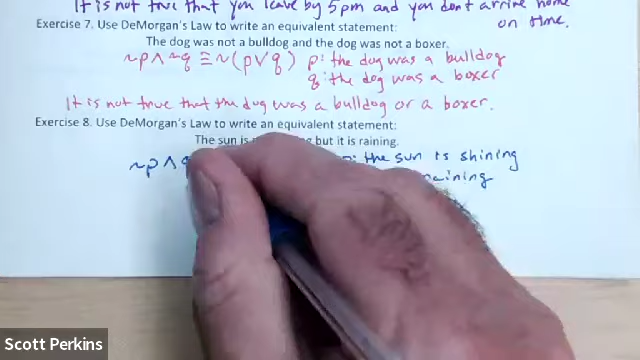 It is not true that you leave by 5pm and you don't arrive home
on time.
Exercise 7. Use DeMorgan's Law to write an equivalent statement:
The dog was not a bulldog and the dog was not a boxer.
~p∧~q ≡ ~(p∨q) p: the dog was a bulldog
q: the dog was a boxer
It is not true that the dog was a bulldog or a boxer.
Exercise 8. Use DeMorgan's Law to write an equivalent statement:
The sun is but it is raining.
~p∧q : the sun is shining
raining
Scott Perkins